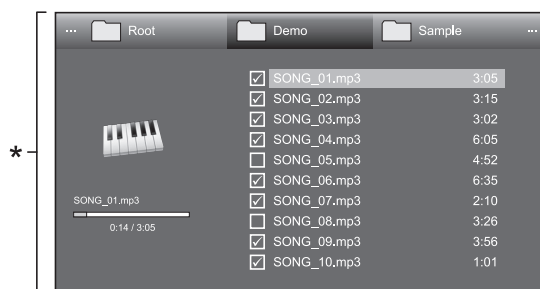 ... Root Demo Sample ...
SONG_01.mp3 3:05
SONG_02.mp3 3:15
SONG_03.mp3 3:02
SONG_04.mp3 6:05
SONG_05.mp3 4:52
SONG_06.mp3 6:35
SONG_07.mp3 2:10
SONG_08.mp3 3:26
SONG_09.mp3 3:56
SONG_10.mp3 1:01
*
SONG_01.mp3
0:14 / 3:05